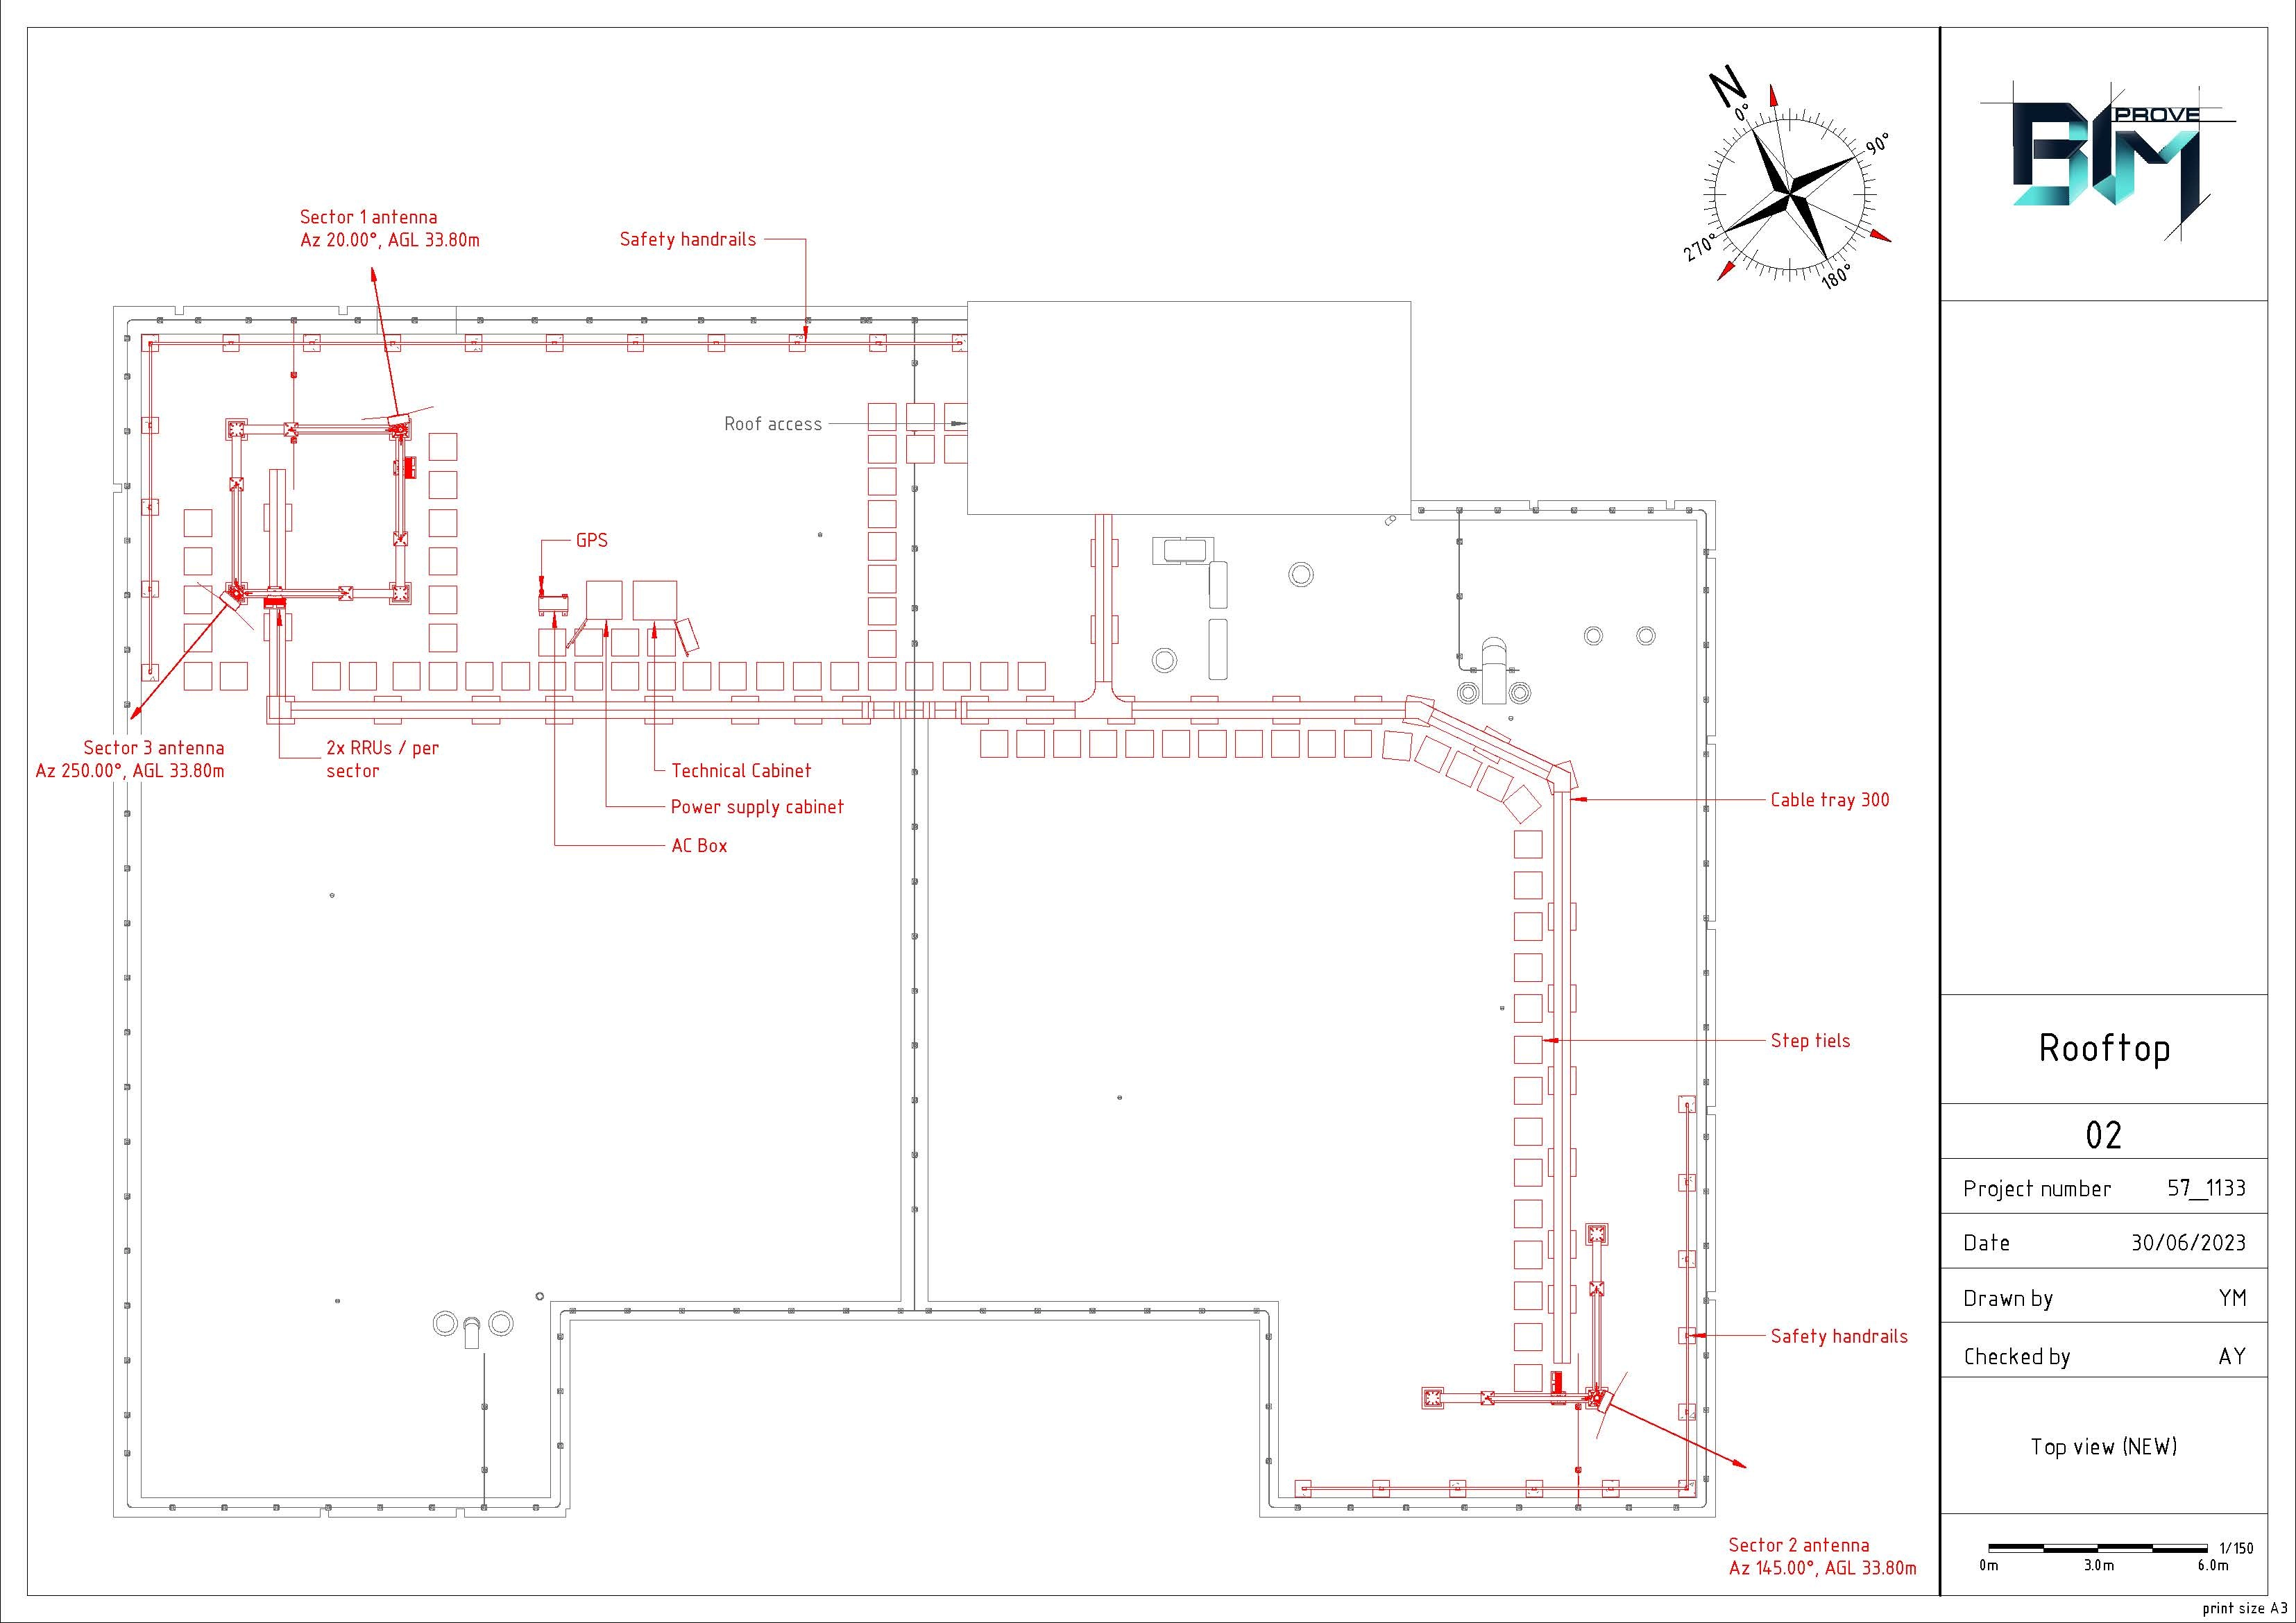 N
0°
90°
180°
270°
PROVE
BIM
Sector 1 antenna
Az 20.00°, AGL 33.80m
Safety handrails
Roof access
GPS
Sector 3 antenna
Az 250.00°, AGL 33.80m
2x RRUs / per
sector
Technical Cabinet
Power supply cabinet
AC Box
Cable tray 300
Step tiels
Safety handrails
Sector 2 antenna
Az 145.00°, AGL 33.80m
Rooftop
02
Project number 57_1133
Date 30/06/2023
Drawn by YM
Checked by AY
Top view (NEW)
1/150
0m 3.0m 6.0m
print size A3